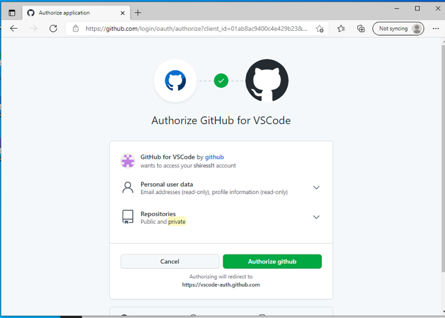 Authorize application
https://github.com/login/oauth/authorize?client_id=01ab8ac9400c4e429b23&...
Not syncing
Authorize GitHub for VSCode
GitHub for VSCode by github
wants to access your shiress!1 account
Personal user data
Email addresses (read-only), profile information (read-only)
Repositories
Public and private
Cancel
Authorize github
Authorizing will redirect to
https://vscode-auth.github.com